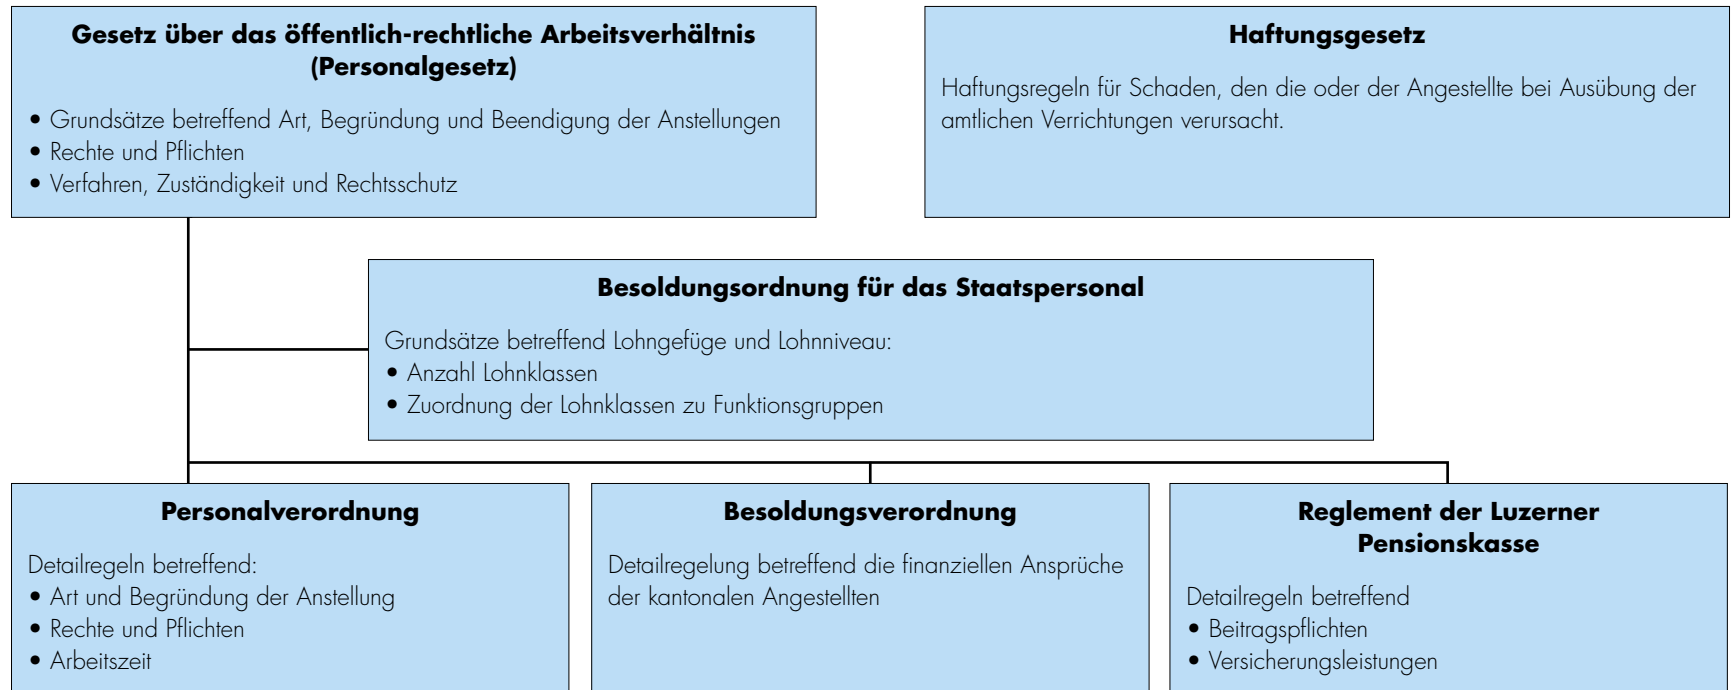 Gesetz über das öffentlich-rechtliche Arbeitsverhältnis
(Personalgesetz)
• Grundsätze betreffend Art, Begründung und Beendigung der Anstellungen
• Rechte und Pflichten
• Verfahren, Zuständigkeit und Rechtsschutz
Haftungsgesetz
Haftungsregeln für Schaden, den die oder der Angestellte bei Ausübung der
amtlichen Verrichtungen verursacht.
Besoldungsordnung für das Staatspersonal
Grundsätze betreffend Lohngefüge und Lohnniveau:
• Anzahl Lohnklassen
• Zuordnung der Lohnklassen zu Funktionsgruppen
Personalverordnung
Detailregeln betreffend:
• Art und Begründung der Anstellung
• Rechte und Pflichten
• Arbeitszeit
Besoldungsverordnung
Detailregelung betreffend die finanziellen Ansprüche
der kantonalen Angestellten
Reglement der Luzerner
Pensionskasse
Detailregeln betreffend
• Beitragspflichten
• Versicherungsleistungen